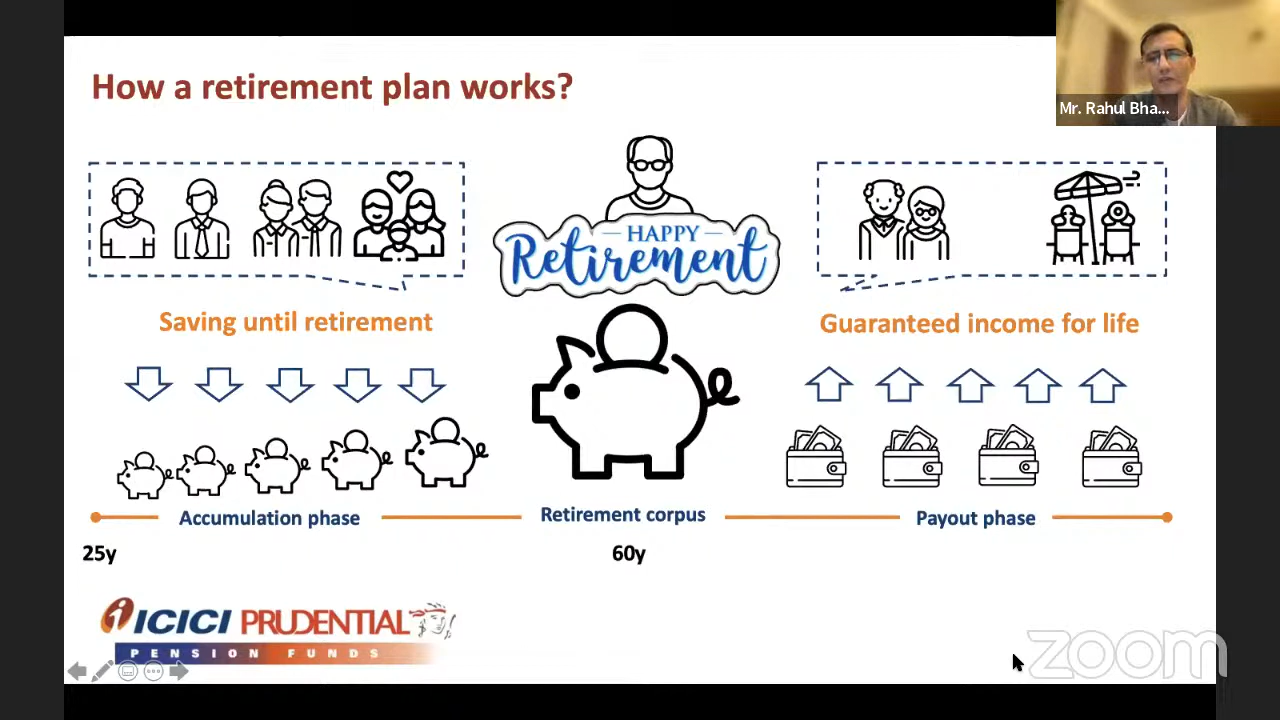 How a retirement plan works?
Mr. Rahul Bha...
HAPPY
Retirement
Saving until retirement
Guaranteed income for life
Accumulation phase
Retirement corpus
Payout phase
25y
60y
ICICI PRUDENTIAL
PENSION FUNDS
zoom